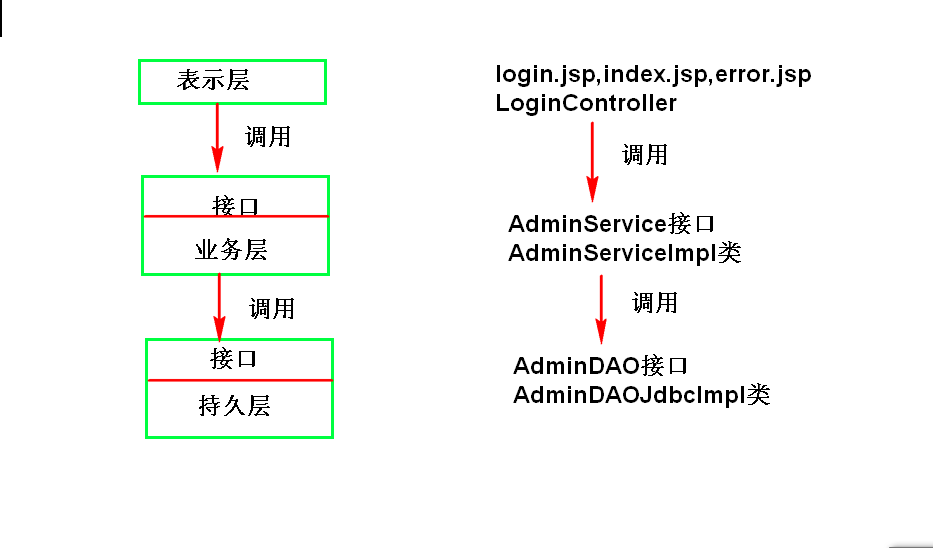 表示层
调用
接口
业务层
调用
接口
持久层
login.jsp,index.jsp,error.jsp
LoginController
调用
AdminService接口
AdminServiceImpl类
调用
AdminDAO接口
AdminDAOJdbcImpl类